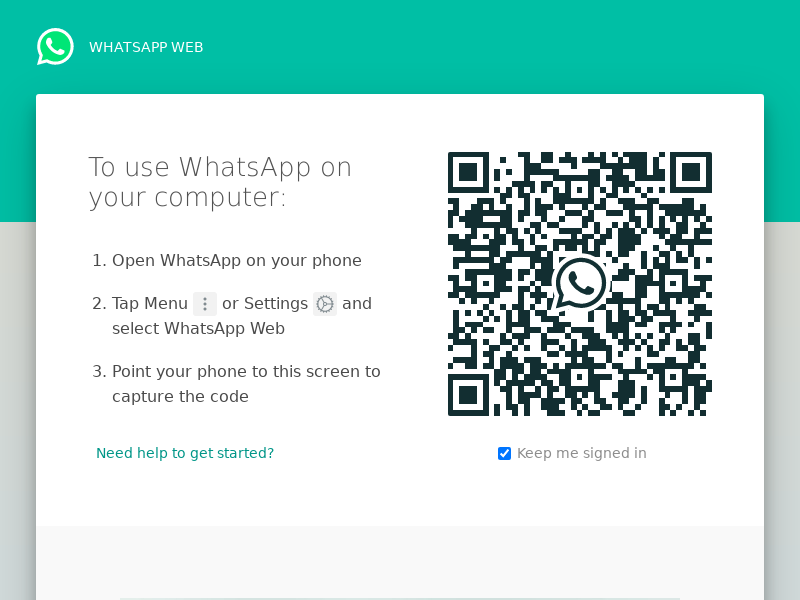 WHATSAPP WEB
To use WhatsApp on
your computer:
1. Open WhatsApp on your phone
2. Tap Menu or Settings and
select WhatsApp Web
3. Point your phone to this screen to
capture the code
Need help to get started?
Keep me signed in